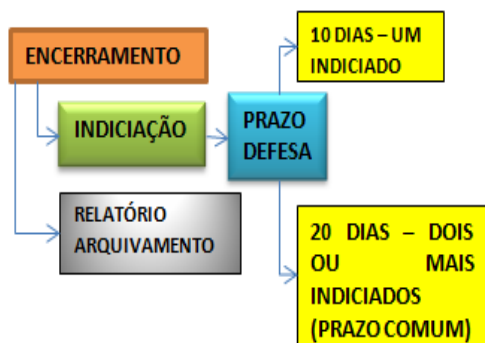 10 DIAS – UM
INDICIADO
ENCERRAMENTO
INDICIAÇÃO
PRAZO
DEFESA
RELATÓRIO
ARQUIVAMENTO
20 DIAS – DOIS
OU MAIS
INDICIADOS
(PRAZO COMUM)